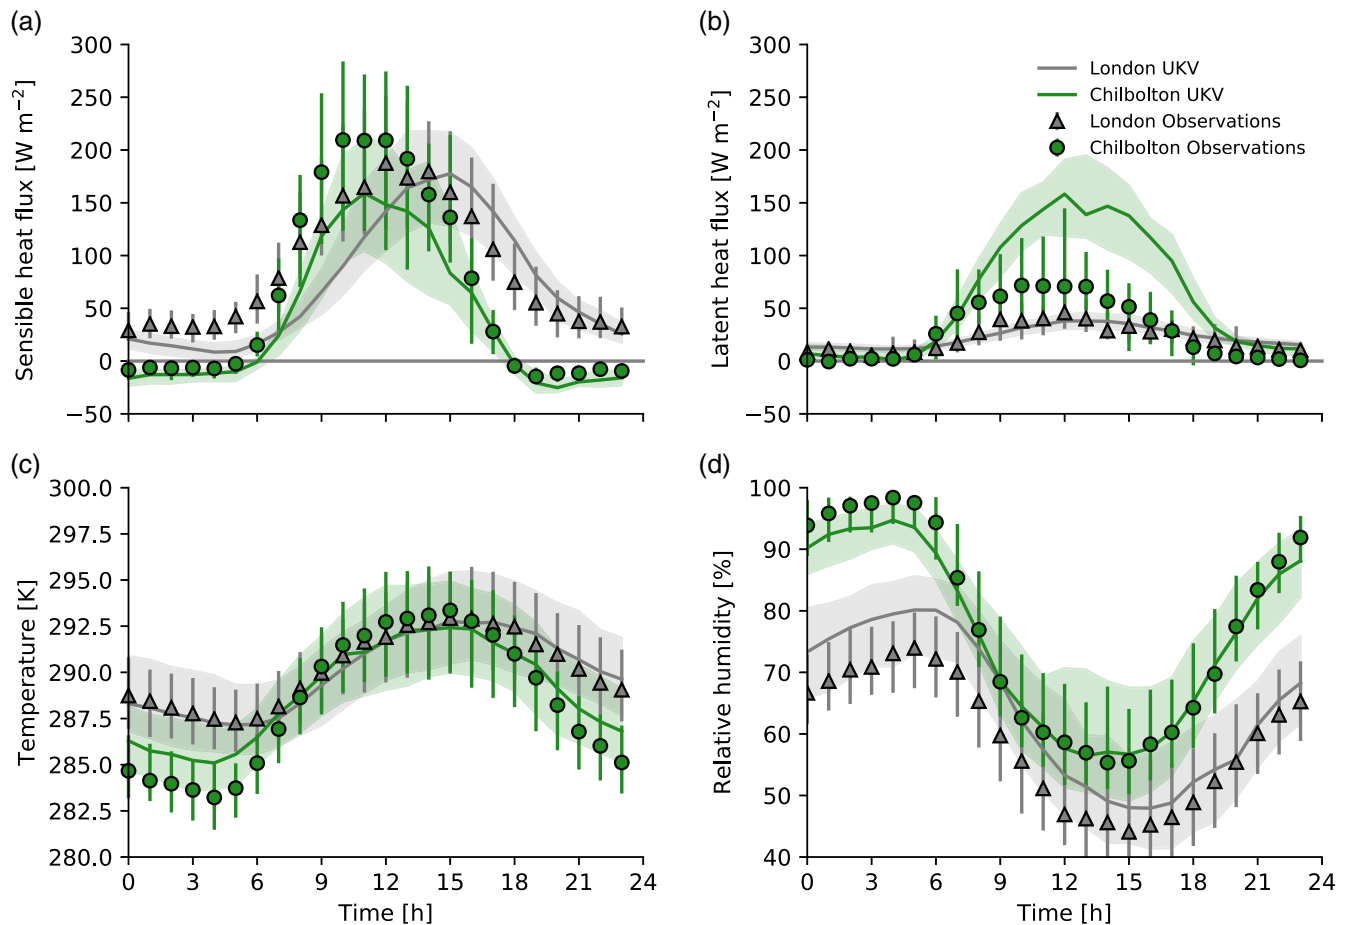 (a)
(b)
300
250
200
150
100
50
0
−50
Sensible heat flux [W m⁻²]
300
250
200
150
100
50
0
−50
Latent heat flux [W m⁻²]
London UKV
Chilbolton UKV
London Observations
Chilbolton Observations
(c)
(d)
300.0
297.5
295.0
292.5
290.0
287.5
285.0
282.5
280.0
Temperature [K]
0 3 6 9 12 15 18 21 24
Time [h]
100
90
80
70
60
50
40
Relative humidity [%]
0 3 6 9 12 15 18 21 24
Time [h]